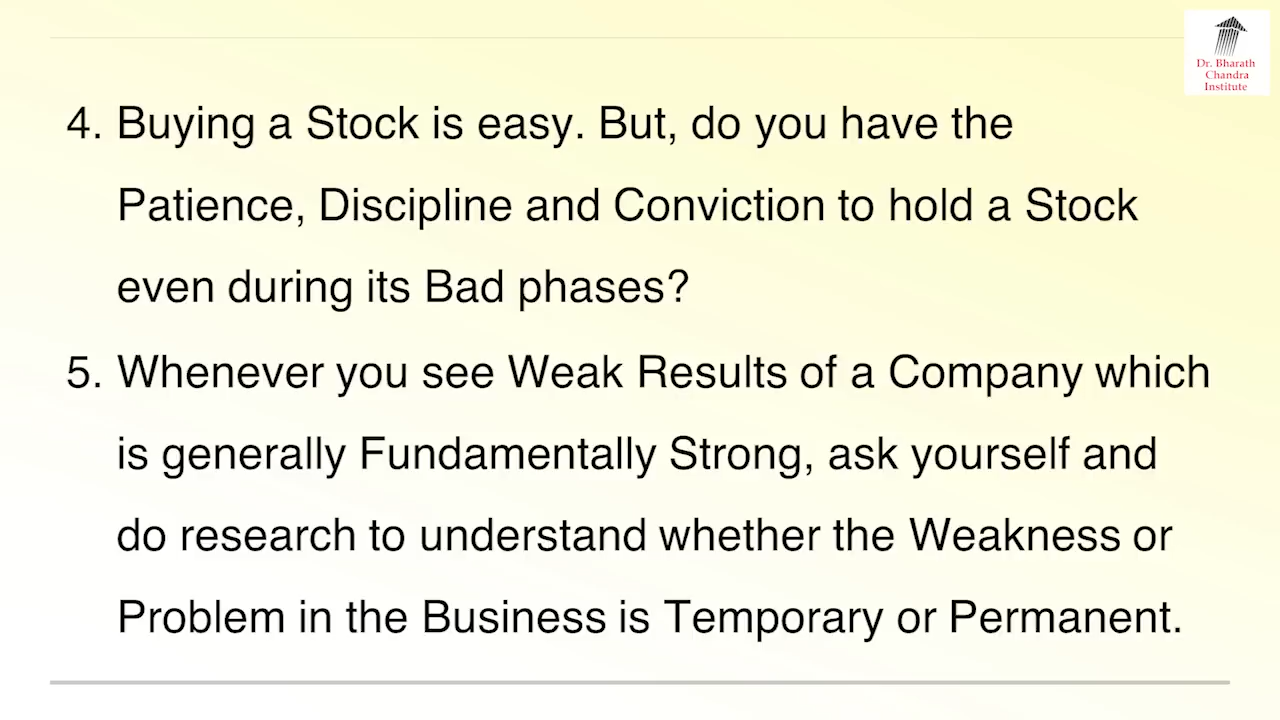 Dr. Bharath
Chandra
Institute
4. Buying a Stock is easy. But, do you have the
Patience, Discipline and Conviction to hold a Stock
even during its Bad phases?
5. Whenever you see Weak Results of a Company which
is generally Fundamentally Strong, ask yourself and
do research to understand whether the Weakness or
Problem in the Business is Temporary or Permanent.